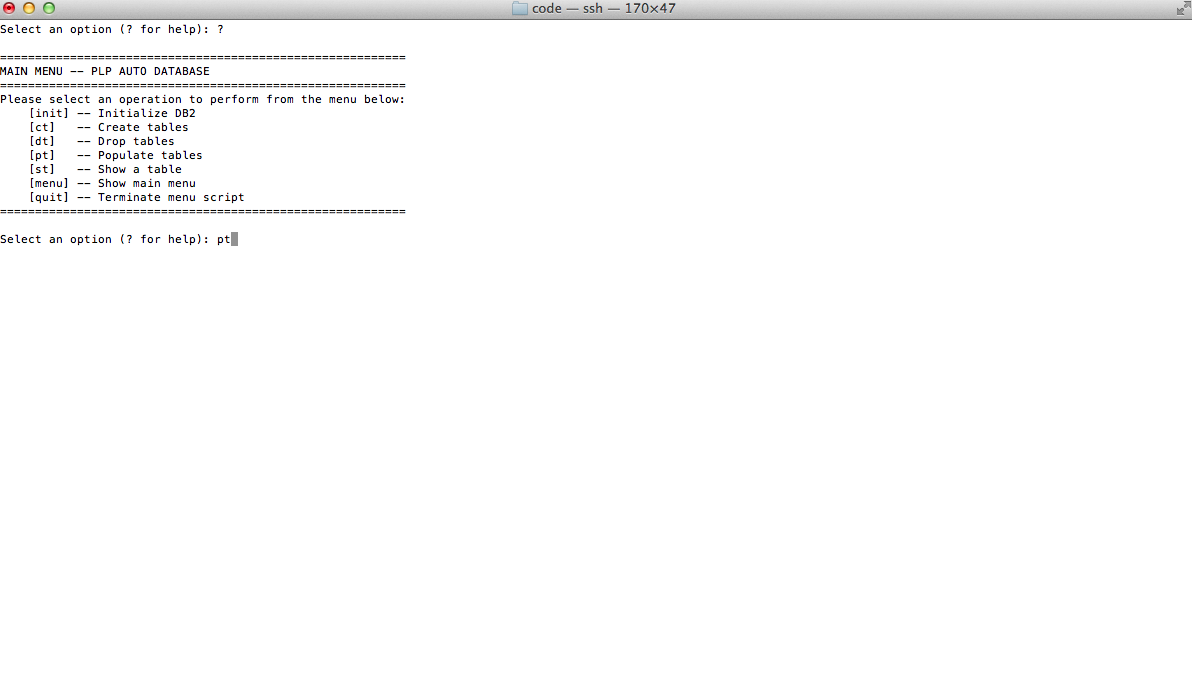 code — ssh — 170×47
Select an option (? for help): ?
==========================================================
MAIN MENU -- PLP AUTO DATABASE
==========================================================
Please select an operation to perform from the menu below:
    [init] -- Initialize DB2
    [ct]   -- Create tables
    [dt]   -- Drop tables
    [pt]   -- Populate tables
    [st]   -- Show a table
    [menu] -- Show main menu
    [quit] -- Terminate menu script
==========================================================
Select an option (? for help): pt